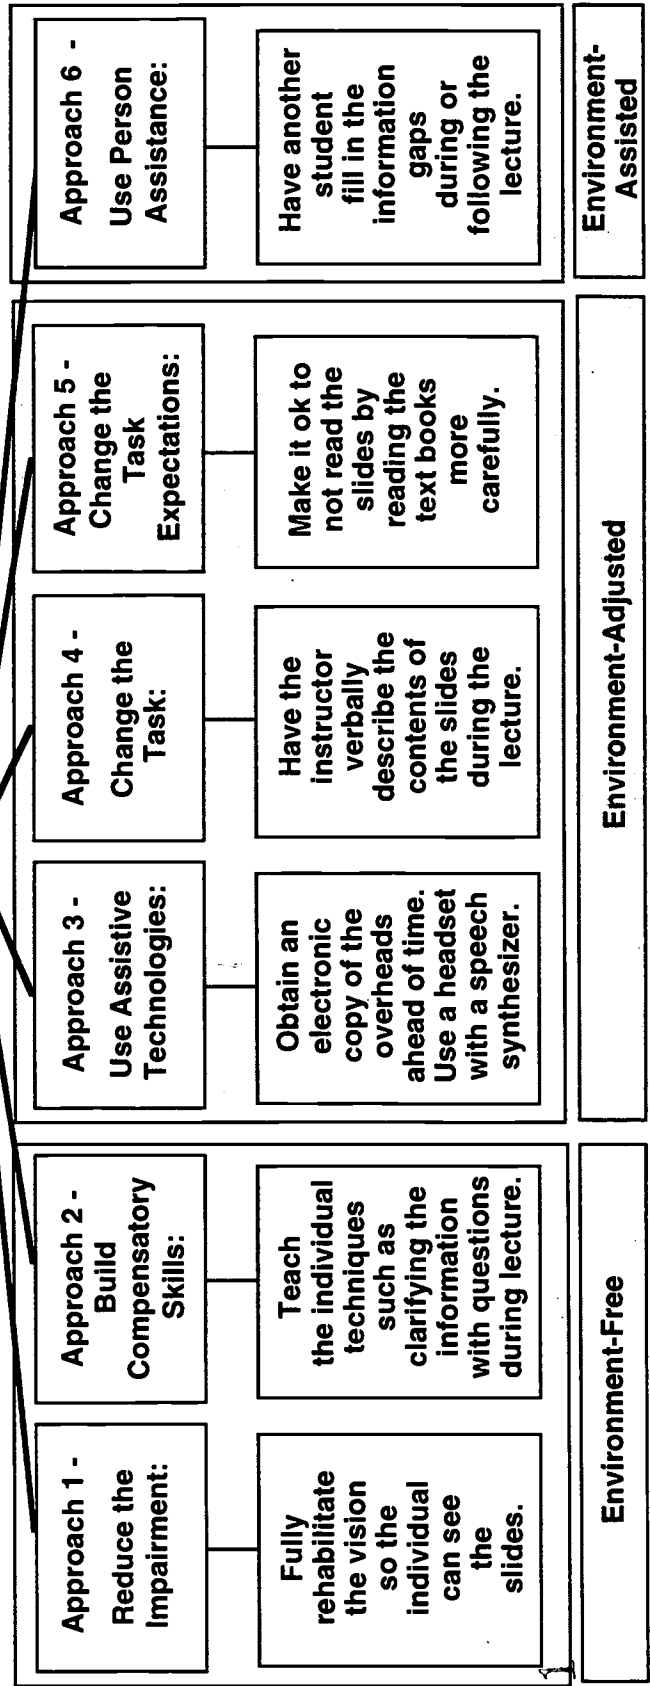 Approach 1 -
Reduce the
Impairment:
Fully
rehabilitate
the vision
so the
individual
can see
the
slides.
Approach 2 -
Build
Compensatory
Skills:
Teach
the individual
techniques
such as
clarifying the
information
with questions
during lecture.
Environment-Free
Approach 3 -
Use Assistive
Technologies:
Obtain an
electronic
copy of the
overheads
ahead of time.
Use a headset
with a speech
synthesizer.
Approach 4 -
Change the
Task:
Have the
instructor
verbally
describe the
contents of
the slides
during the
lecture.
Approach 5 -
Change the
Task
Expectations:
Make it ok to
not read the
slides by
reading the
text books
more
carefully.
Environment-Adjusted
Approach 6 -
Use Person
Assistance:
Have another
student
fill in the
information
gaps
during or
following the
lecture.
Environment-
Assisted